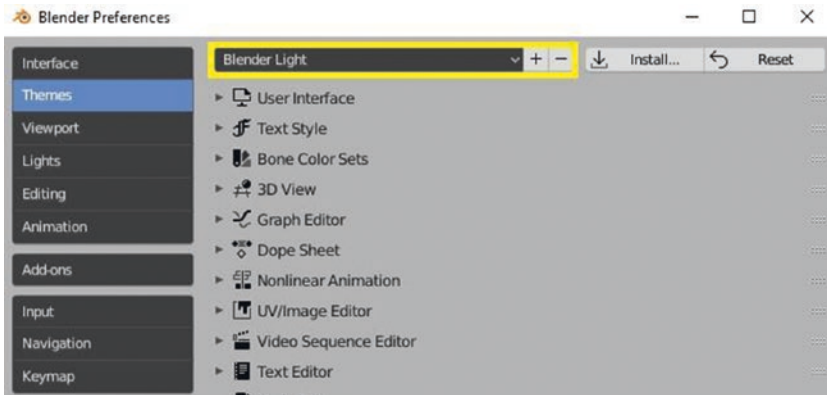 Blender Preferences
Interface
Themes
Viewport
Lights
Editing
Animation
Add-ons
Input
Navigation
Keymap
Blender Light
Install...
Reset
User Interface
Text Style
Bone Color Sets
3D View
Graph Editor
Dope Sheet
Nonlinear Animation
UV/Image Editor
Video Sequence Editor
Text Editor